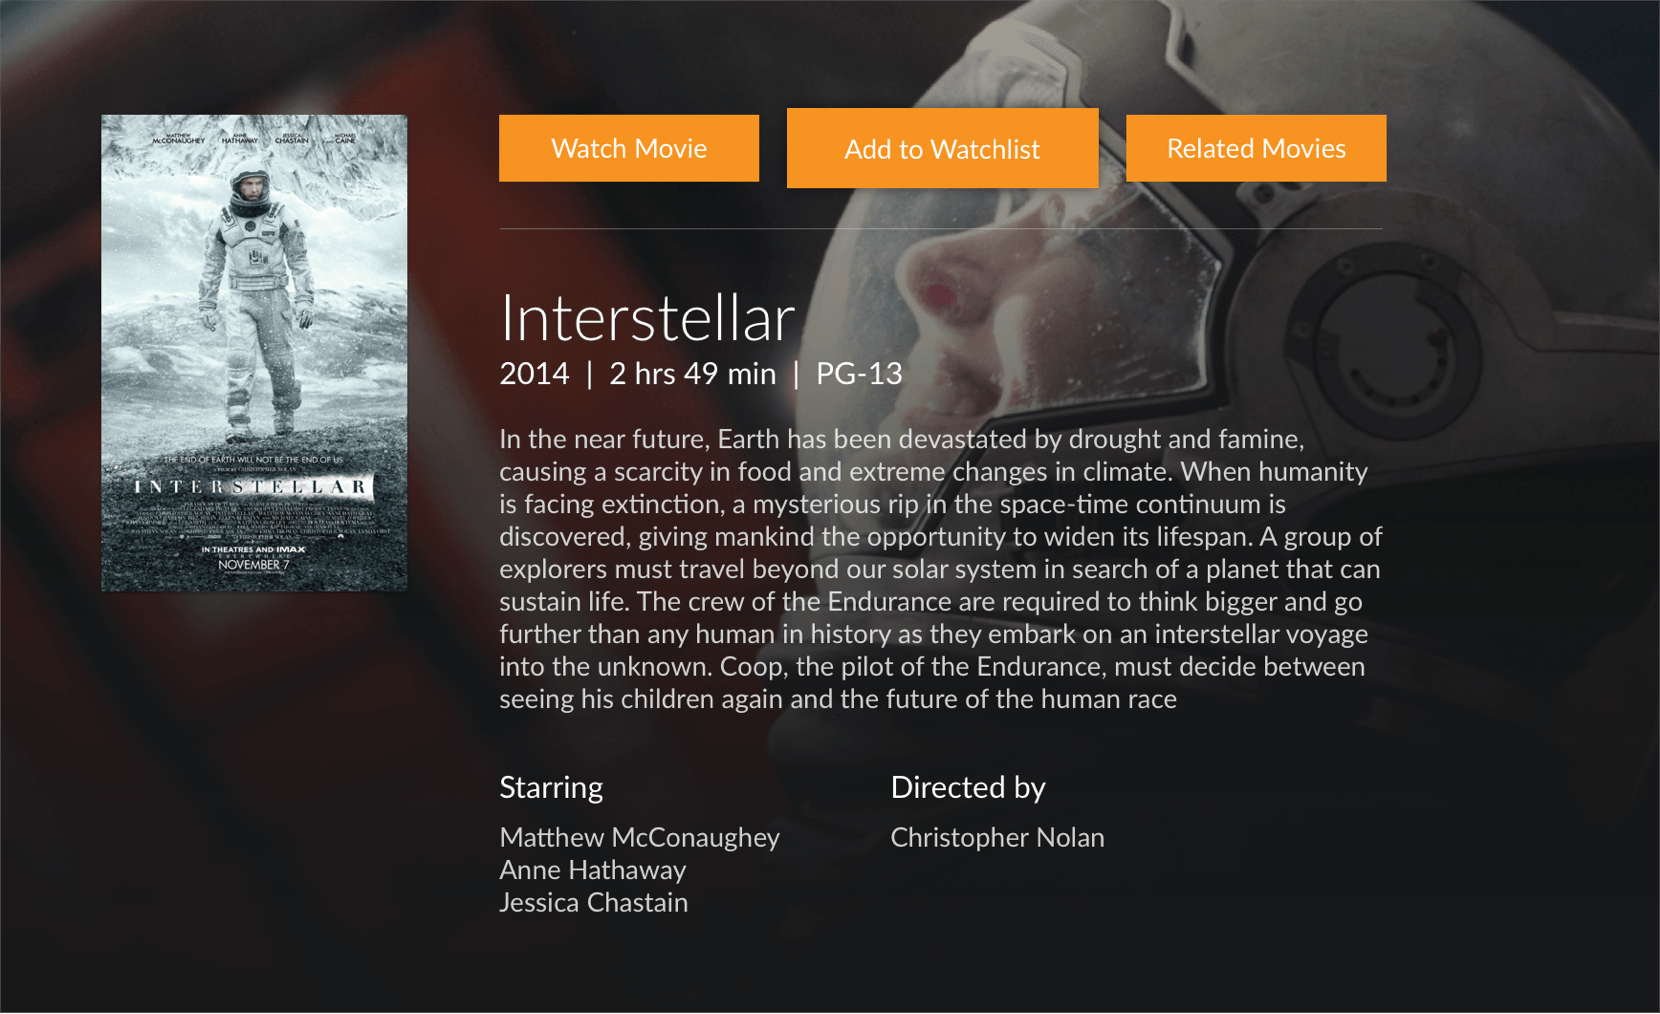 MATTHEW McCONAUGHEY ANNE HATHAWAY JESSICA CHASTAIN AND MICHAEL CAINE
THE END OF EARTH WILL NOT BE THE END OF US
A FILM BY CHRISTOPHER NOLAN
INTERSTELLAR
IN THEATRES AND IMAX
EVERYWHERE
NOVEMBER 7
Watch Movie
Add to Watchlist
Related Movies
Interstellar
2014 | 2 hrs 49 min | PG-13
In the near future, Earth has been devastated by drought and famine,
causing a scarcity in food and extreme changes in climate. When humanity
is facing extinction, a mysterious rip in the space-time continuum is
discovered, giving mankind the opportunity to widen its lifespan. A group of
explorers must travel beyond our solar system in search of a planet that can
sustain life. The crew of the Endurance are required to think bigger and go
further than any human in history as they embark on an interstellar voyage
into the unknown. Coop, the pilot of the Endurance, must decide between
seeing his children again and the future of the human race
Starring
Matthew McConaughey
Anne Hathaway
Jessica Chastain
Directed by
Christopher Nolan